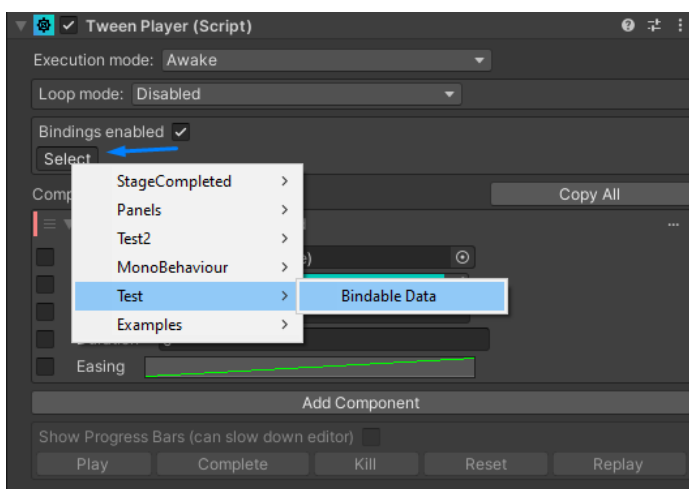 Tween Player (Script)
Execution mode: Awake
Loop mode: Disabled
Bindings enabled
Select
StageCompleted
Panels
Test2
MonoBehaviour
Test
Examples
Bindable Data
Comp
Copy All
Easing
Add Component
Show Progress Bars (can slow down editor)
Play Complete Kill Reset Replay